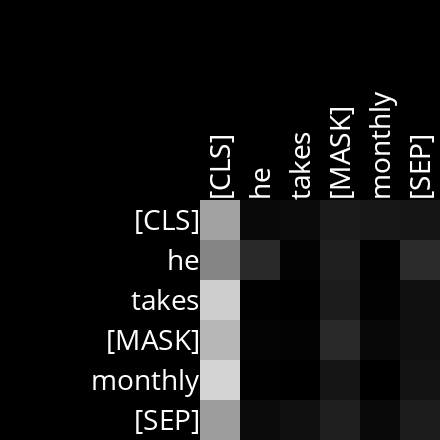 [CLS]
he
takes
[MASK]
monthly
[SEP]
[CLS]
he
takes
[MASK]
monthly
[SEP]